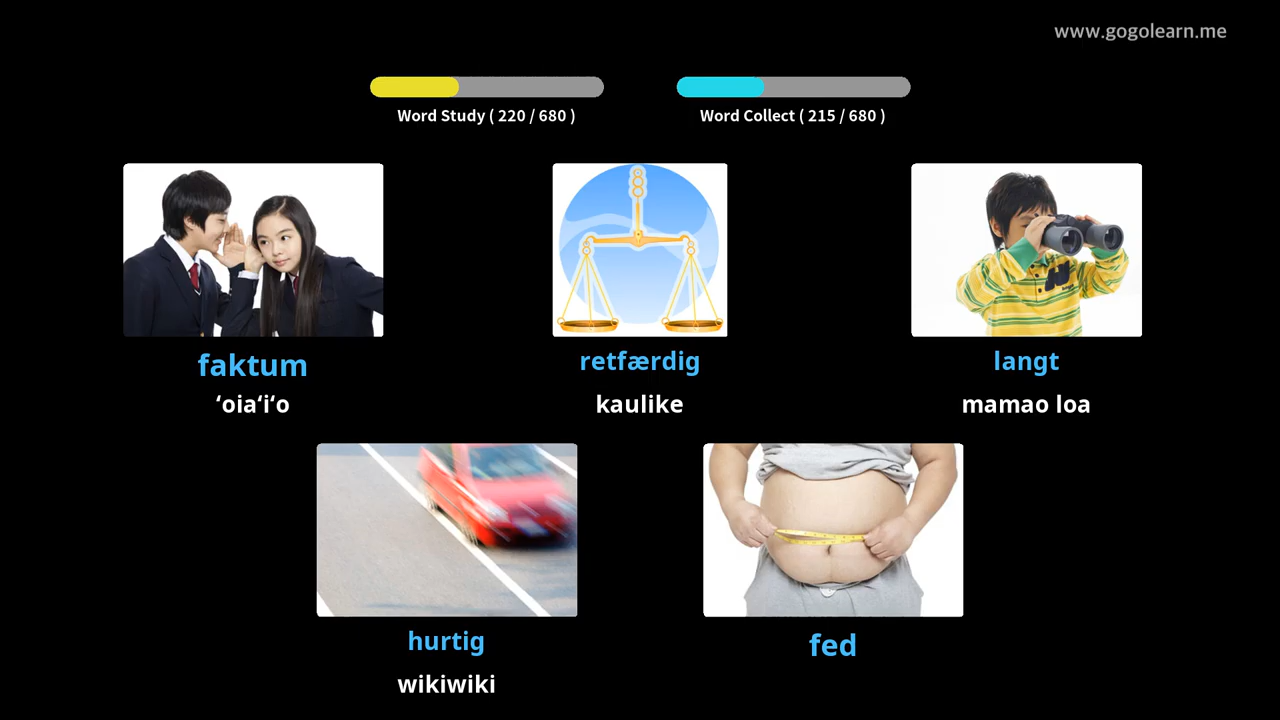 www.gogolearn.me
Word Study ( 220 / 680 )
Word Collect ( 215 / 680 )
faktum
ʻoiaʻiʻo
retfærdig
kaulike
langt
mamao loa
hurtig
wikiwiki
fed